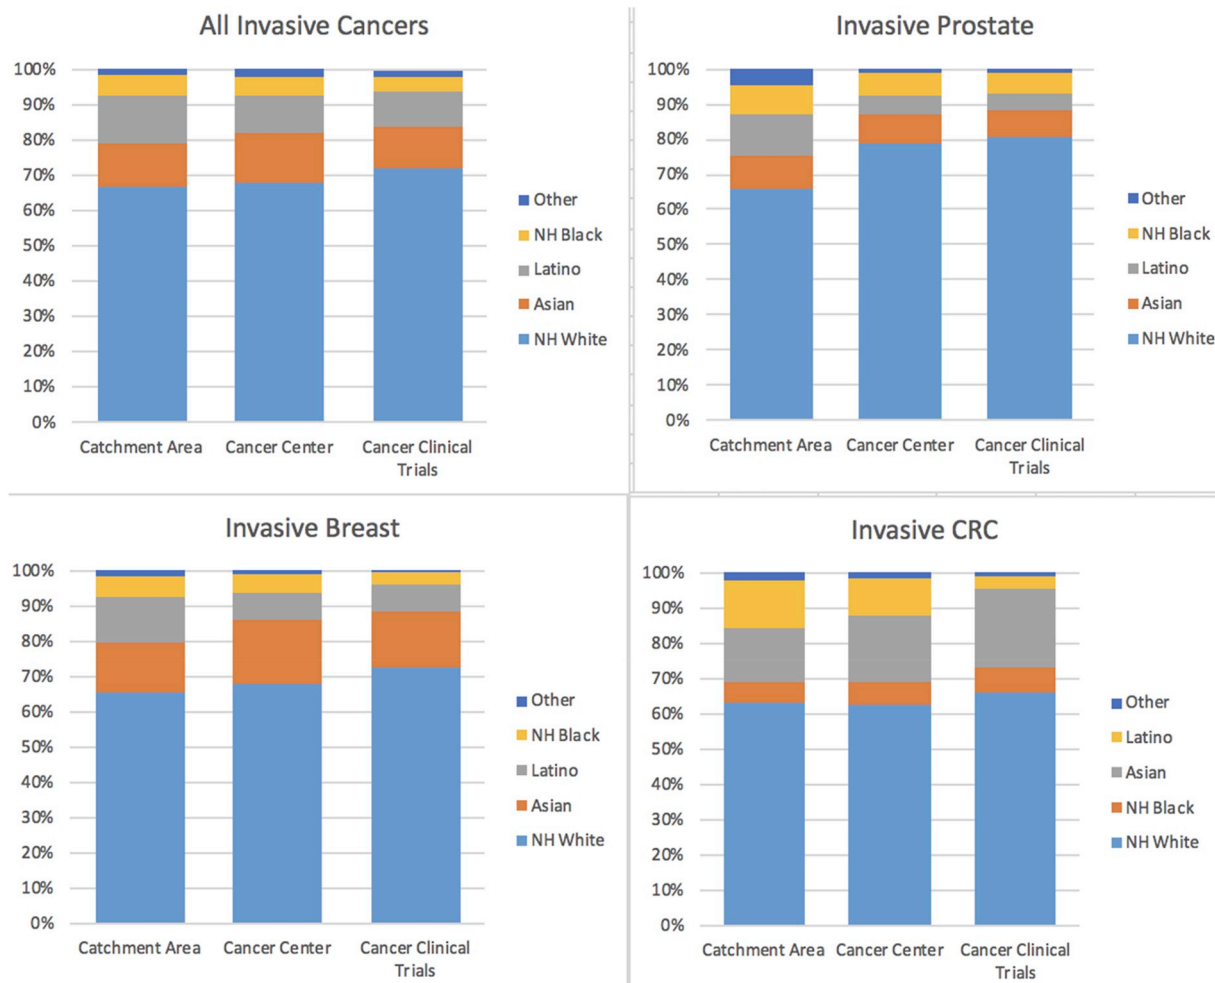 All Invasive Cancers
100%
90%
80%
70%
60%
50%
40%
30%
20%
10%
0%
Catchment Area
Cancer Center
Cancer Clinical
Trials
Other
NH Black
Latino
Asian
NH White
Invasive Prostate
100%
90%
80%
70%
60%
50%
40%
30%
20%
10%
0%
Catchment Area
Cancer Center
Cancer Clinical
Trials
Other
NH Black
Latino
Asian
NH White
Invasive Breast
100%
90%
80%
70%
60%
50%
40%
30%
20%
10%
0%
Catchment Area
Cancer Center
Cancer Clinical
Trials
Other
NH Black
Latino
Asian
NH White
Invasive CRC
100%
90%
80%
70%
60%
50%
40%
30%
20%
10%
0%
Catchment Area
Cancer Center
Cancer Clinical
Trials
Other
Latino
Asian
NH Black
NH White